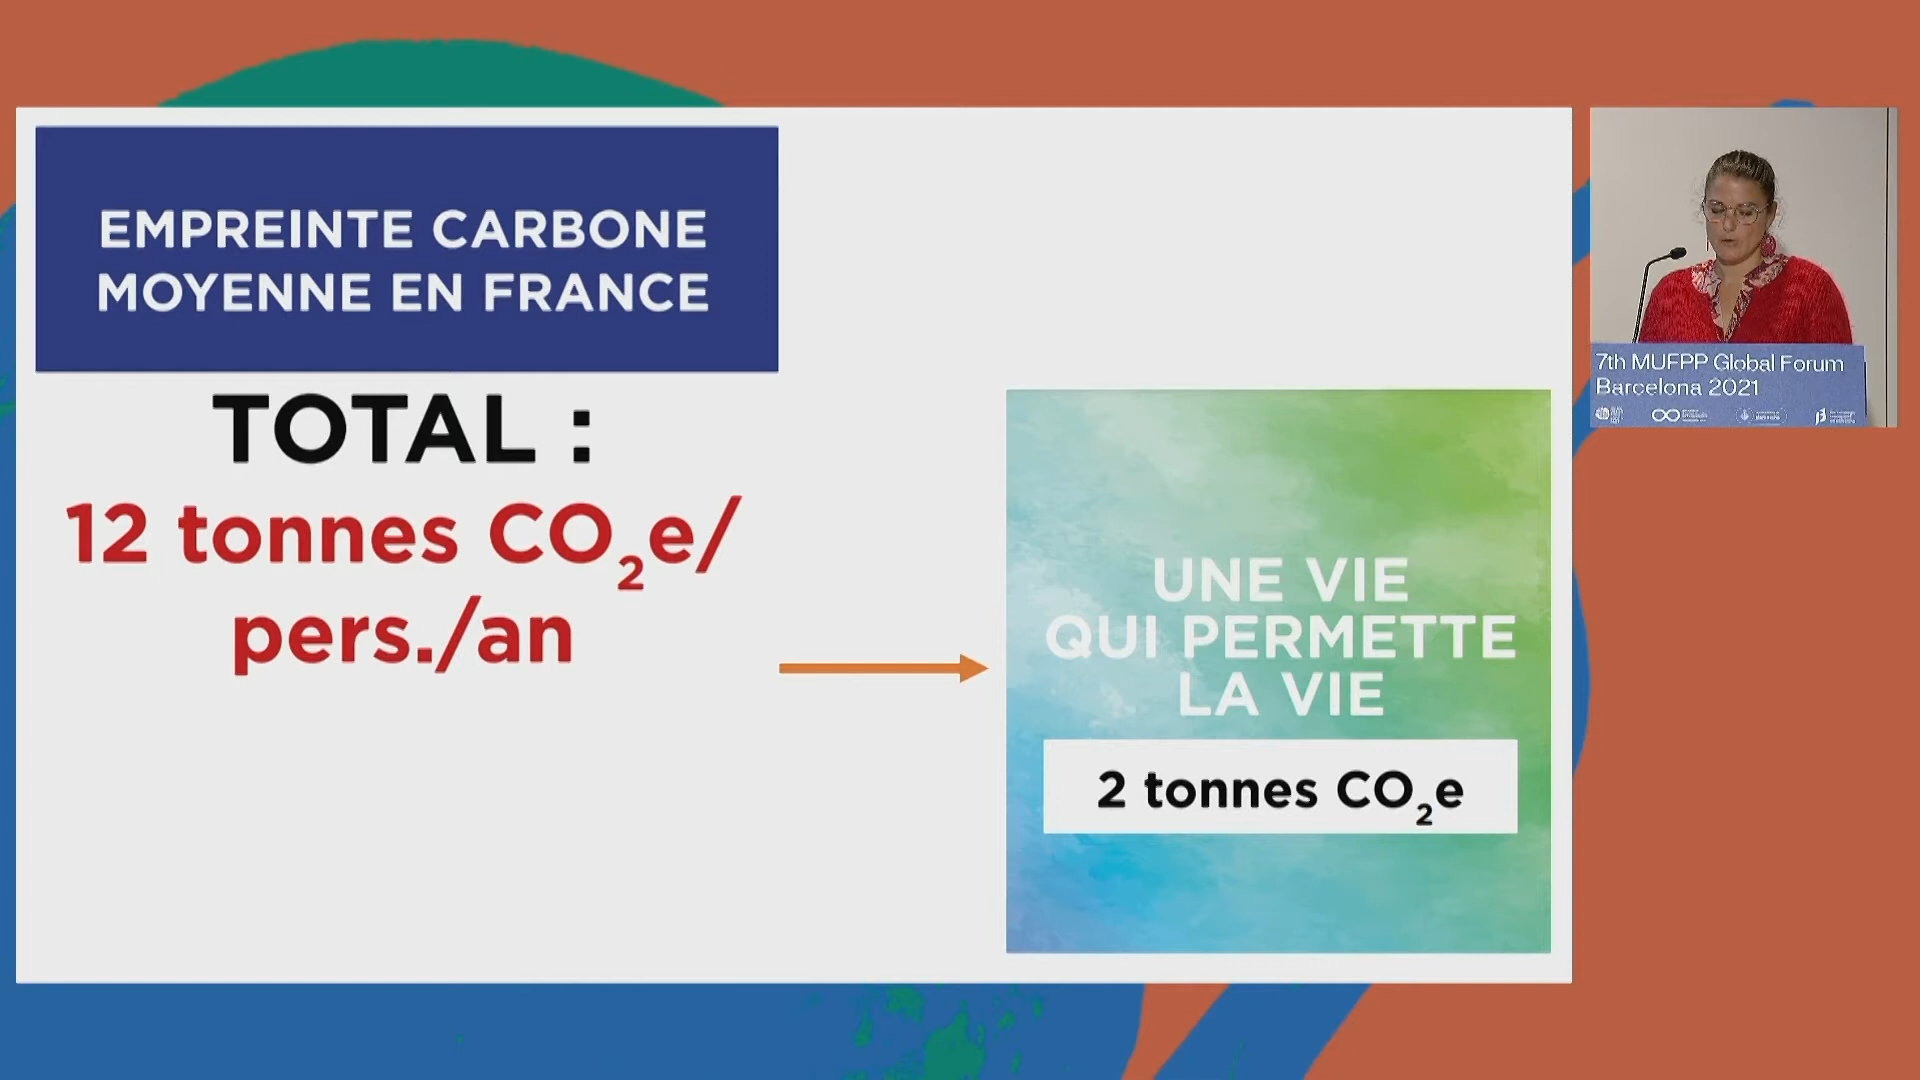 EMPREINTE CARBONE
MOYENNE EN FRANCE
TOTAL :
12 tonnes CO₂e/
pers./an
UNE VIE
QUI PERMETTE
LA VIE
2 tonnes CO₂e
7th MUFPP Global Forum
Barcelona 2021